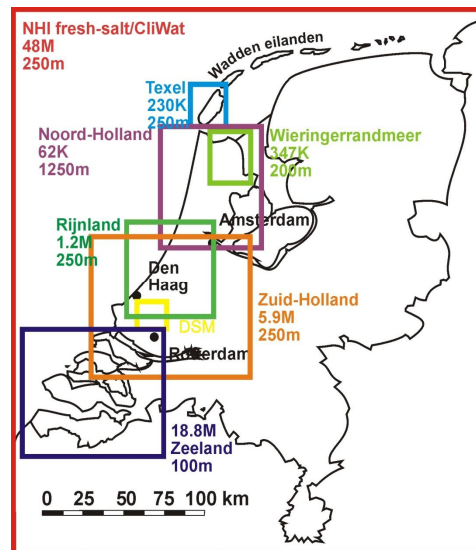 NHI fresh-salt/CliWat
48M
250m
Wadden eilanden
Texel
230K
250m
Noord-Holland
62K
1250m
Wieringerrandmeer
347K
200m
Amsterdam
Rijnland
1.2M
250m
Den
Haag
Zuid-Holland
5.9M
250m
DSM
Rotterdam
18.8M
Zeeland
100m
0 25 50 75 100 km